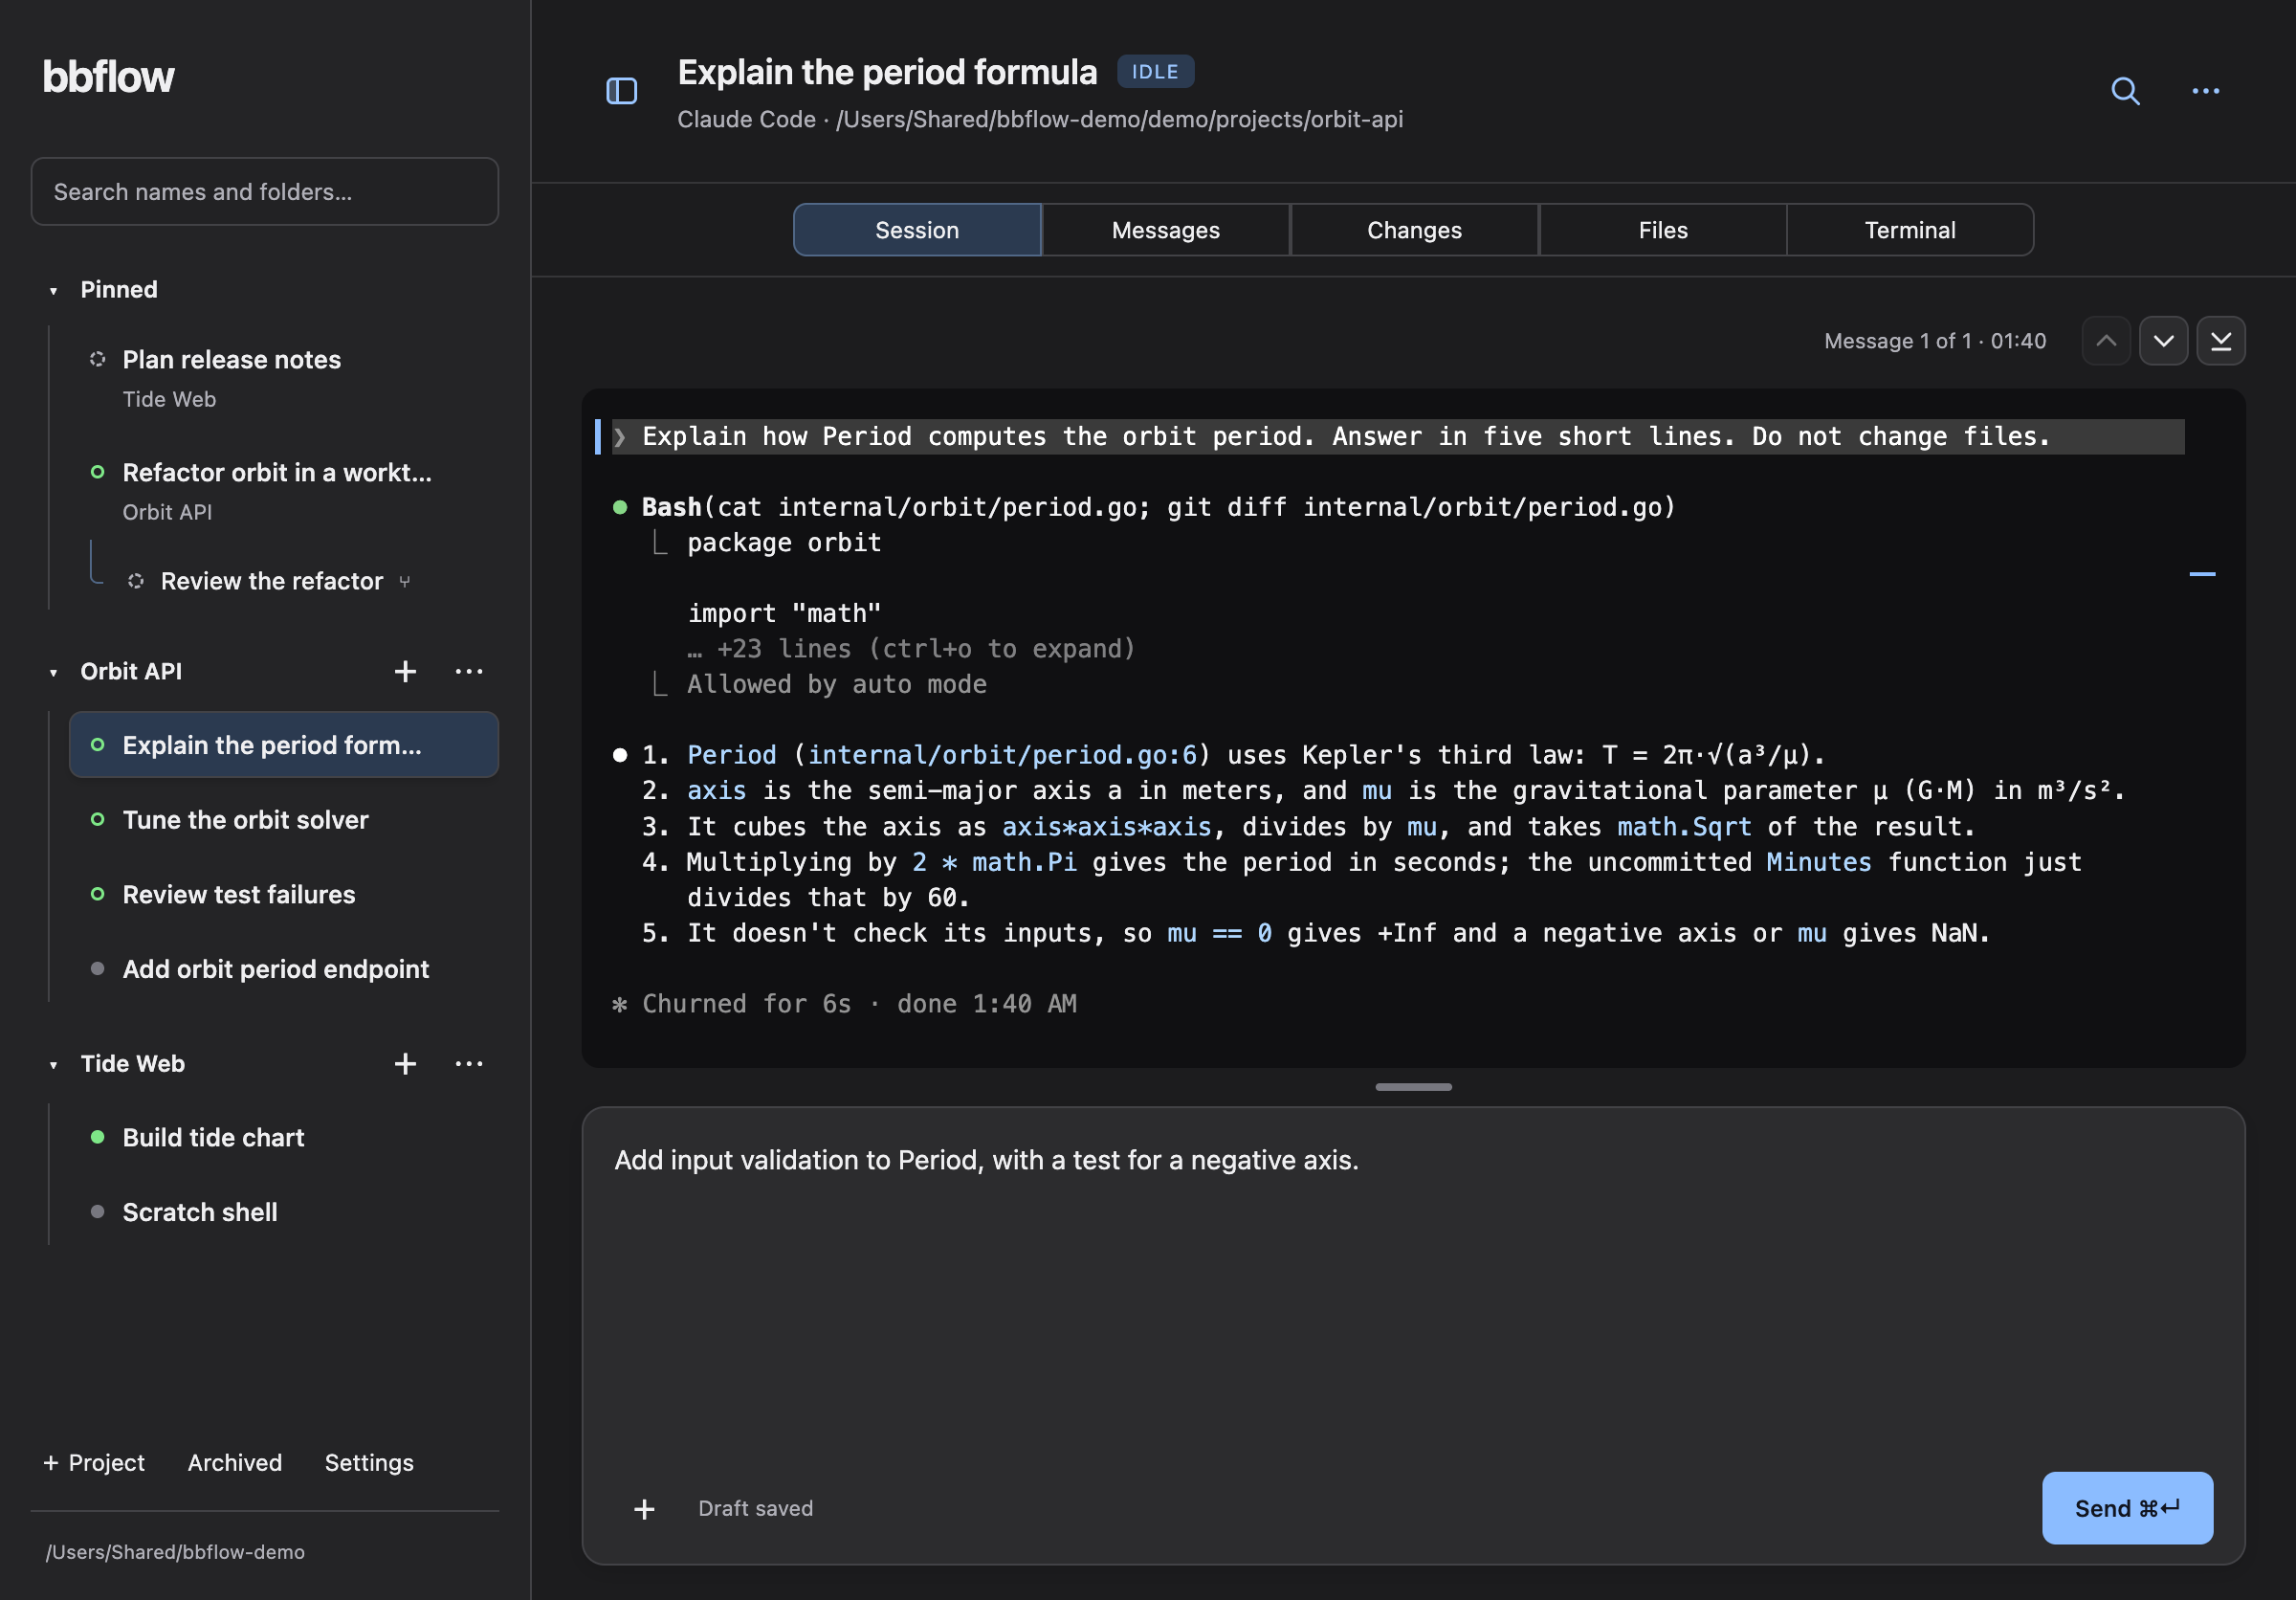 bbflow
Search names and folders...
Pinned
Plan release notes
Tide Web
Refactor orbit in a workt...
Orbit API
Review the refactor
Orbit API
Explain the period form...
Tune the orbit solver
Review test failures
Add orbit period endpoint
Tide Web
Build tide chart
Scratch shell
+ Project Archived Settings
/Users/Shared/bbflow-demo
Explain the period formula IDLE
Claude Code · /Users/Shared/bbflow-demo/demo/projects/orbit-api
Session Messages Changes Files Terminal
Message 1 of 1 · 01:40
❯ Explain how Period computes the orbit period. Answer in five short lines. Do not change files.
● Bash(cat internal/orbit/period.go; git diff internal/orbit/period.go)
⎿ package orbit
import "math"
… +23 lines (ctrl+o to expand)
⎿ Allowed by auto mode
● 1. Period (internal/orbit/period.go:6) uses Kepler's third law: T = 2π·√(a³/μ).
2. axis is the semi-major axis a in meters, and mu is the gravitational parameter μ (G·M) in m³/s².
3. It cubes the axis as axis*axis*axis, divides by mu, and takes math.Sqrt of the result.
4. Multiplying by 2 * math.Pi gives the period in seconds; the uncommitted Minutes function just
divides that by 60.
5. It doesn't check its inputs, so mu == 0 gives +Inf and a negative axis or mu gives NaN.
✻ Churned for 6s · done 1:40 AM
Add input validation to Period, with a test for a negative axis.
+ Draft saved
Send ⌘↵